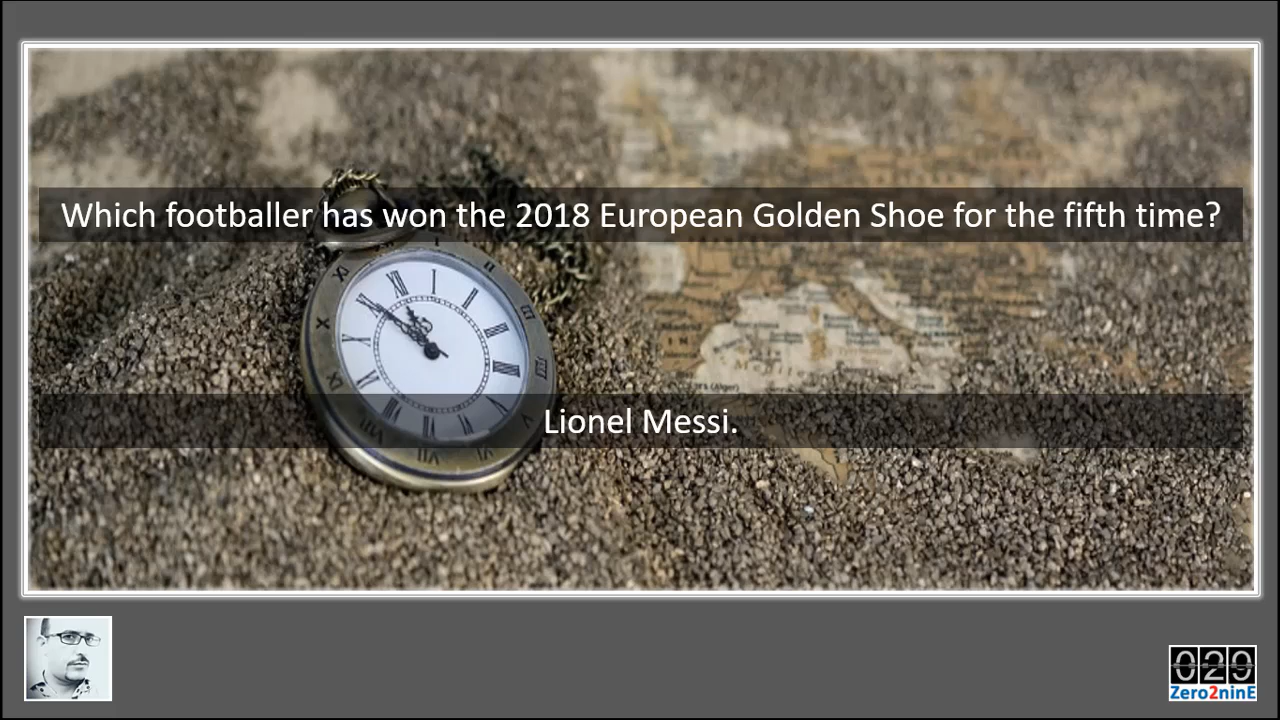 Which footballer has won the 2018 European Golden Shoe for the fifth time?
Lionel Messi.
029
Zero2ninE